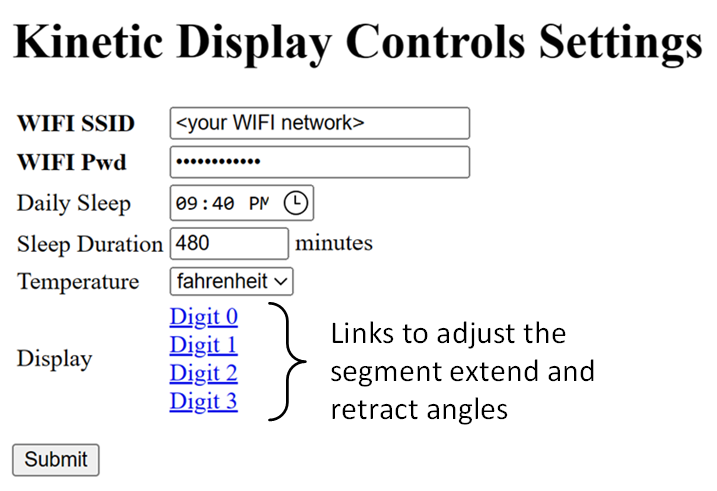 Kinetic Display Controls Settings
WIFI SSID <your WIFI network>
WIFI Pwd ••••••••••••
Daily Sleep 09:40 PM
Sleep Duration 480 minutes
Temperature fahrenheit
Display
Digit 0
Digit 1
Digit 2
Digit 3
Links to adjust the
segment extend and
retract angles
Submit